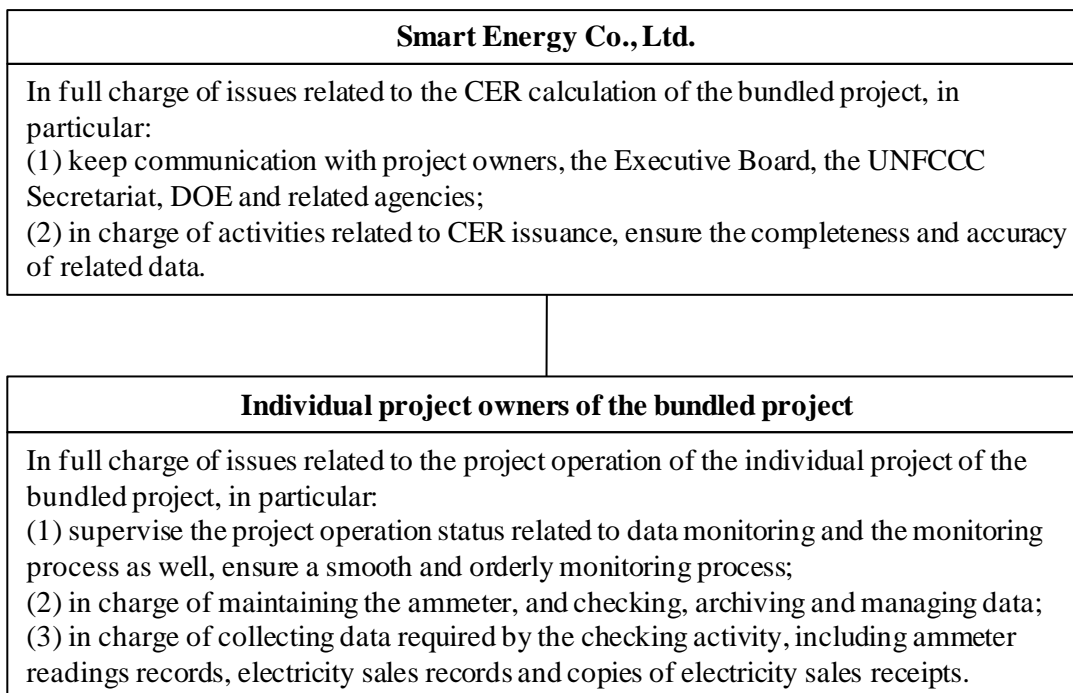 Smart Energy Co., Ltd.
In full charge of issues related to the CER calculation of the bundled project, in
particular:
(1) keep communication with project owners, the Executive Board, the UNFCCC
Secretariat, DOE and related agencies;
(2) in charge of activities related to CER issuance, ensure the completeness and accuracy
of related data.
Individual project owners of the bundled project
In full charge of issues related to the project operation of the individual project of the
bundled project, in particular:
(1) supervise the project operation status related to data monitoring and the monitoring
process as well, ensure a smooth and orderly monitoring process;
(2) in charge of maintaining the ammeter, and checking, archiving and managing data;
(3) in charge of collecting data required by the checking activity, including ammeter
readings records, electricity sales records and copies of electricity sales receipts.